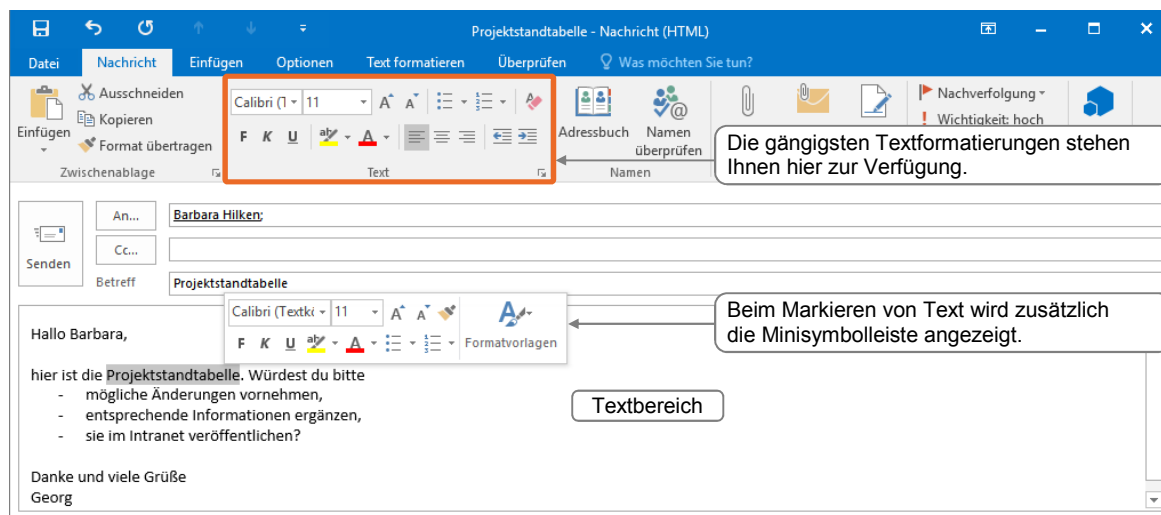 Projektstandtabelle - Nachricht (HTML)
Datei Nachricht Einfügen Optionen Text formatieren Überprüfen Was möchten Sie tun?
Einfügen
Ausschneiden
Kopieren
Format übertragen
Zwischenablage
Calibri (T 11
F K U
Text
Adressbuch
Namen überprüfen
Namen
Nachverfolgung
Wichtigkeit: hoch
Die gängigsten Textformatierungen stehen
Ihnen hier zur Verfügung.
Senden
An... Barbara Hilken;
Cc...
Betreff Projektstandtabelle
Calibri (Textkö 11
F K U Formatvorlagen
Beim Markieren von Text wird zusätzlich
die Minisymbolleiste angezeigt.
Hallo Barbara,
hier ist die Projektstandtabelle. Würdest du bitte
- mögliche Änderungen vornehmen,
- entsprechende Informationen ergänzen,
- sie im Intranet veröffentlichen?
Textbereich
Danke und viele Grüße
Georg